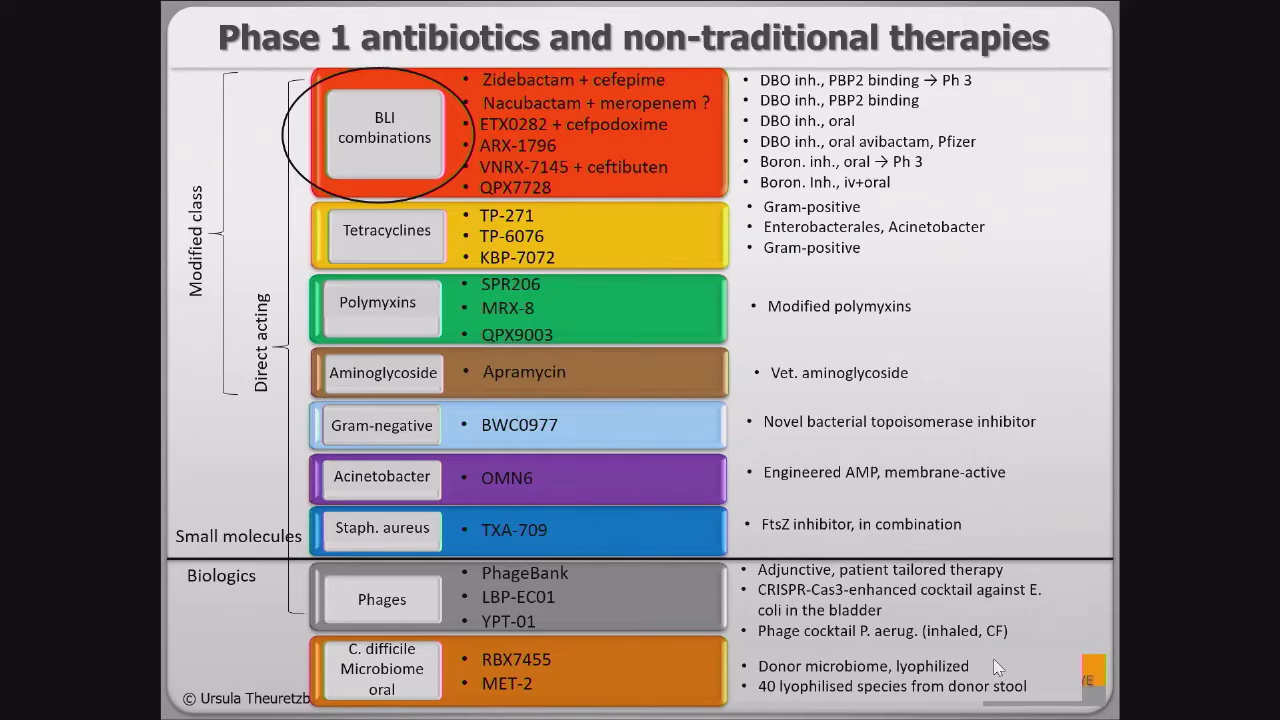 Phase 1 antibiotics and non-traditional therapies
Modified class
Direct acting
BLI
combinations
• Zidebactam + cefepime
• Nacubactam + meropenem ?
• ETX0282 + cefpodoxime
• ARX-1796
• VNRX-7145 + ceftibuten
• QPX7728
• DBO inh., PBP2 binding → Ph 3
• DBO inh., PBP2 binding
• DBO inh., oral
• DBO inh., oral avibactam, Pfizer
• Boron. inh., oral → Ph 3
• Boron. Inh., iv+oral
Tetracyclines
• TP-271
• TP-6076
• KBP-7072
• Gram-positive
• Enterobacterales, Acinetobacter
• Gram-positive
Polymyxins
• SPR206
• MRX-8
• QPX9003
• Modified polymyxins
Aminoglycoside
• Apramycin
• Vet. aminoglycoside
Gram-negative
• BWC0977
• Novel bacterial topoisomerase inhibitor
Acinetobacter
• OMN6
• Engineered AMP, membrane-active
Staph. aureus
• TXA-709
• FtsZ inhibitor, in combination
Small molecules
Biologics
Phages
• PhageBank
• LBP-EC01
• YPT-01
• Adjunctive, patient tailored therapy
• CRISPR-Cas3-enhanced cocktail against E.
coli in the bladder
• Phage cocktail P. aerug. (inhaled, CF)
C. difficile
Microbiome
oral
• RBX7455
• MET-2
• Donor microbiome, lyophilized
• 40 lyophilised species from donor stool
© Ursula Theuretzb